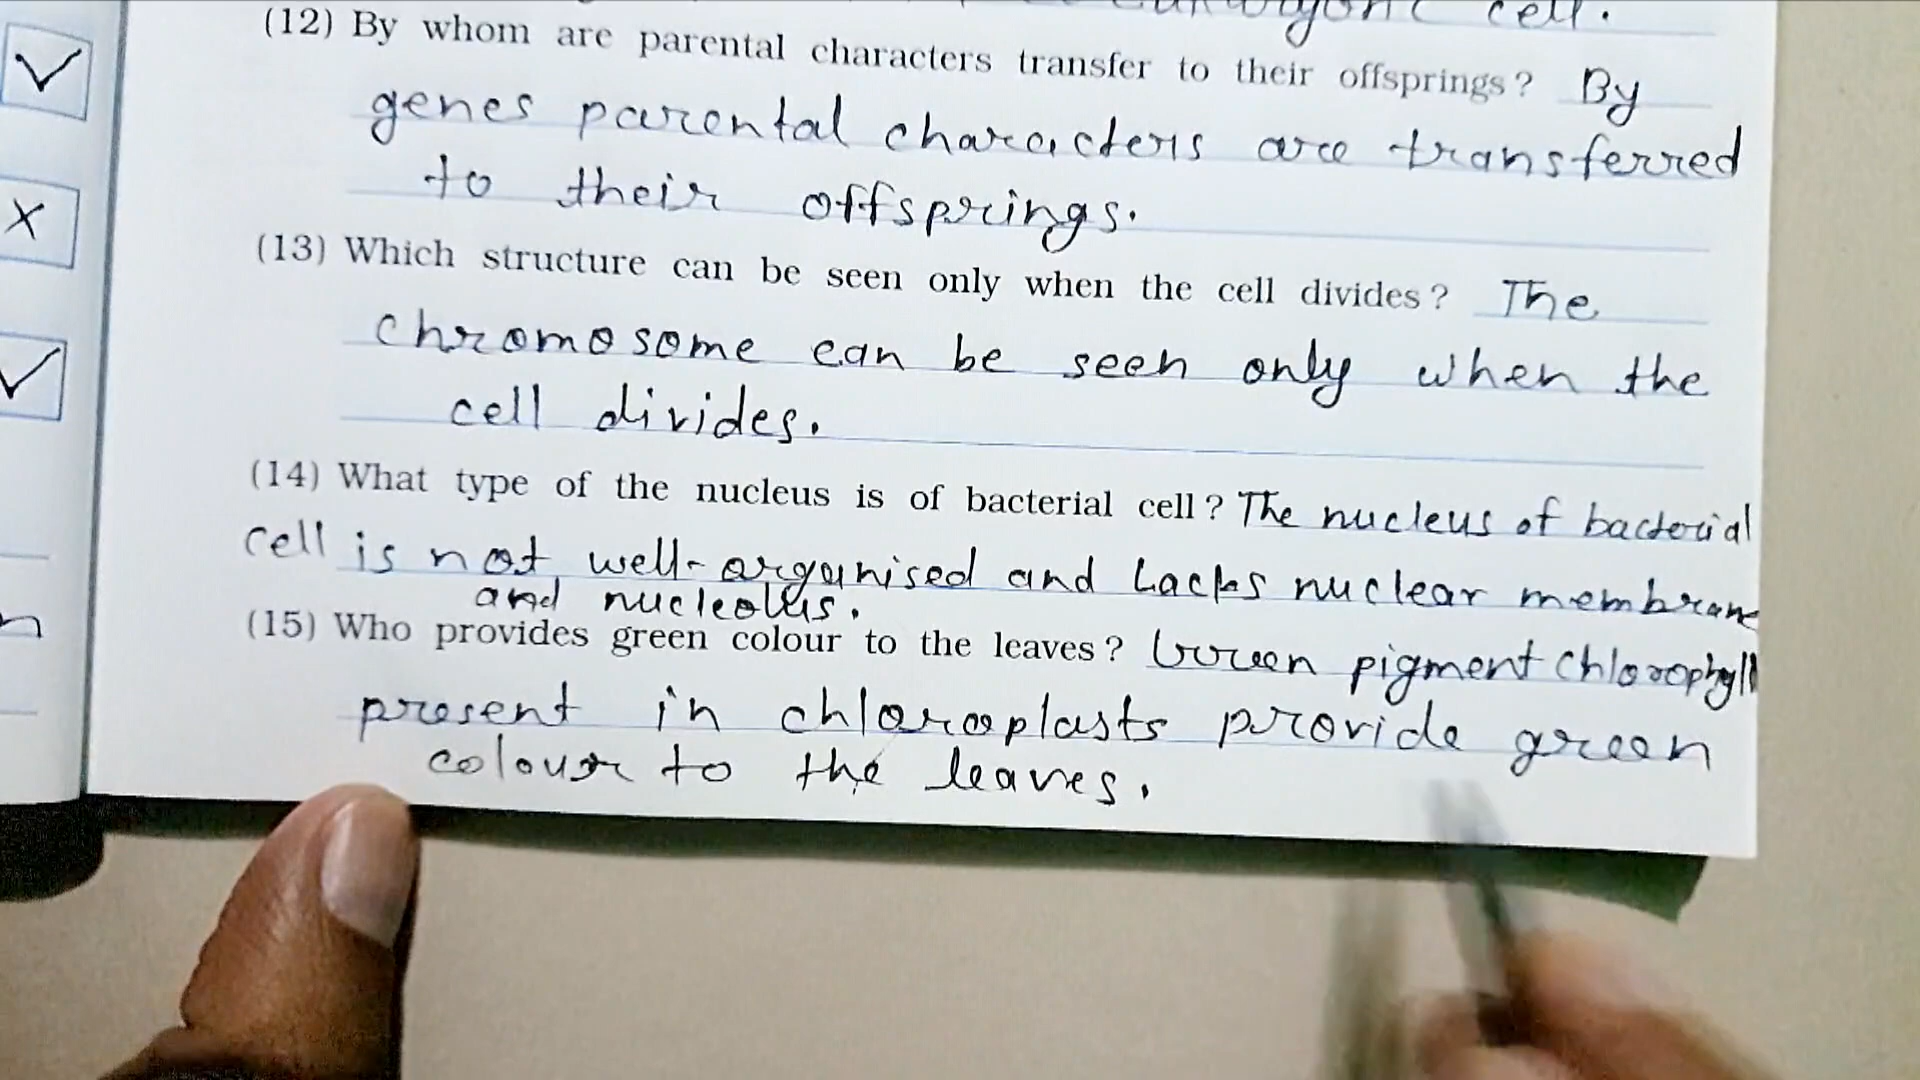 cell.
(12) By whom are parental characters transfer to their offsprings? By
genes parental characters are transferred
to their offsprings.
(13) Which structure can be seen only when the cell divides? The
chromosome can be seen only when the
cell divides.
(14) What type of the nucleus is of bacterial cell? The nucleus of bacterial
cell is not well-organised and Lacks nuclear membrane
and nucleolus.
(15) Who provides green colour to the leaves? Green pigment Chlorophyll
present in chloroplasts provide green
colour to the leaves.